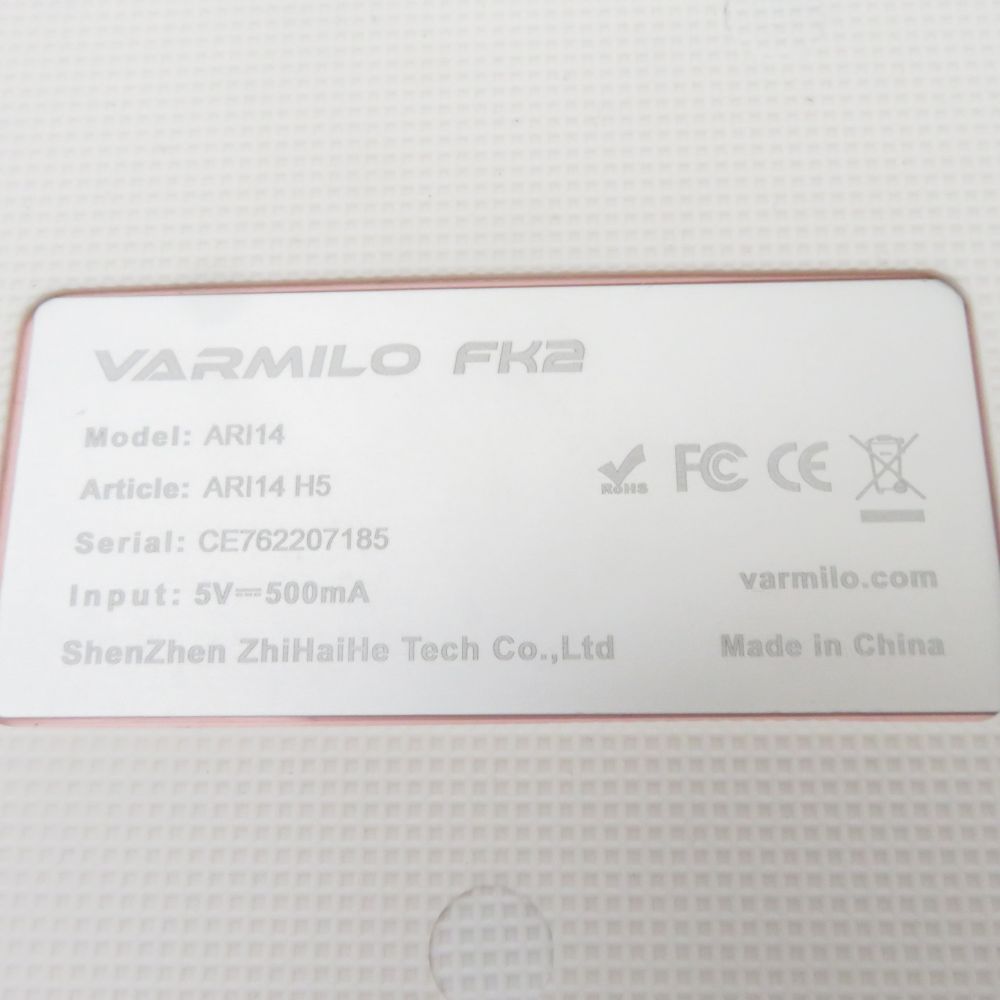 VARMILO FK2
Model: ARI14
Article: ARI14 H5
Serial: CE762207185
Input: 5V⎓500mA
RoHS FC CE
varmilo.com
ShenZhen ZhiHaiHe Tech Co.,Ltd
Made in China